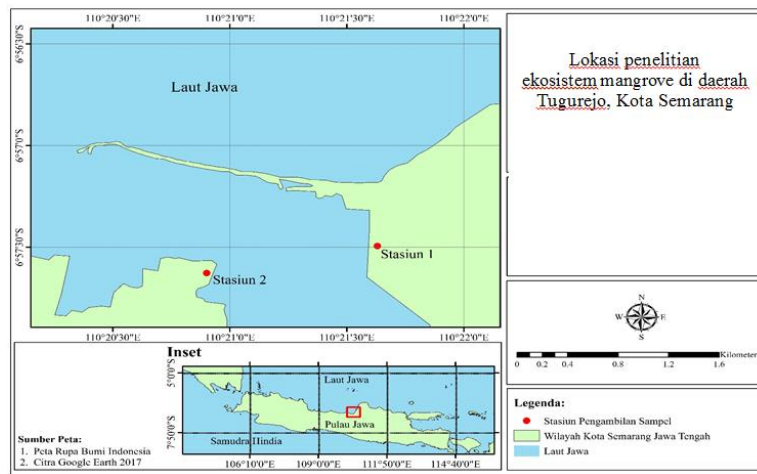 110°20'30"E 110°21'0"E 110°21'30"E 110°22'0"E
6°56'30"S
6°57'0"S
6°57'30"S
Laut Jawa
Stasiun 1
Stasiun 2
110°20'30"E 110°21'0"E 110°21'30"E 110°22'0"E
Lokasi penelitian
ekosistem mangrove di daerah
Tugurejo, Kota Semarang
N
W E
S
Kilometer
0 0.2 0.4 0.8 1.2 1.6
Inset
5°0'0"S
7°50'0"S
Laut Jawa
Pulau Jawa
Samudra Hindia
106°10'0"E 109°0'0"E 111°50'0"E 114°40'0"E
Sumber Peta:
1. Peta Rupa Bumi Indonesia
2. Citra Google Earth 2017
Legenda:
Stasiun Pengambilan Sampel
Wilayah Kota Semarang Jawa Tengah
Laut Jawa